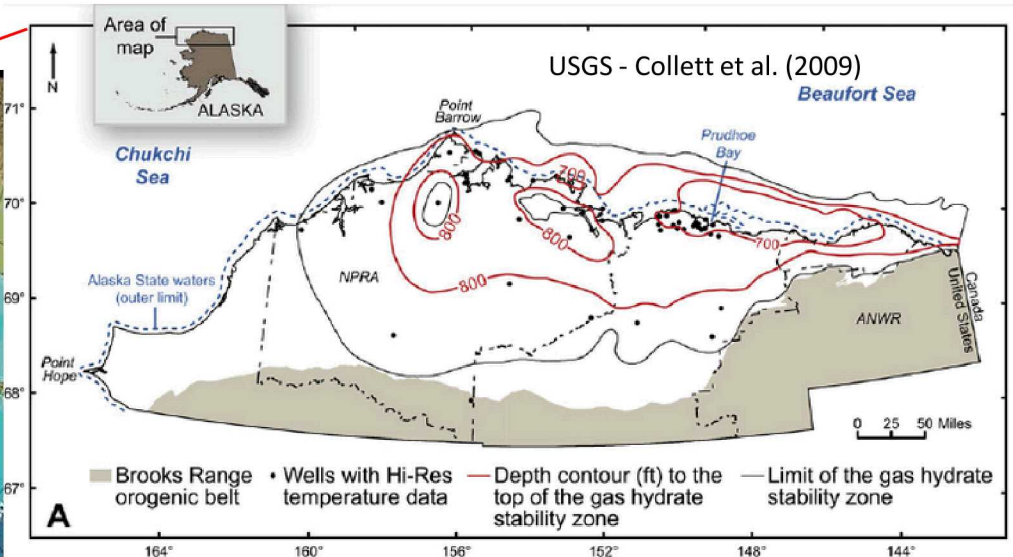 Area of
map
ALASKA
N
USGS - Collett et al. (2009)
Beaufort Sea
71°
Point
Barrow
Prudhoe
Bay
Chukchi
Sea
700
70°
800
800
700
NPRA
800
Alaska State waters
(outer limit)
69°
Canada
United States
ANWR
Point
Hope
68°
0 25 50 Miles
Brooks Range
orogenic belt
Wells with Hi-Res
temperature data
Depth contour (ft) to the
top of the gas hydrate
stability zone
Limit of the gas hydrate
stability zone
67°
A
164° 160° 156° 152° 148° 144°